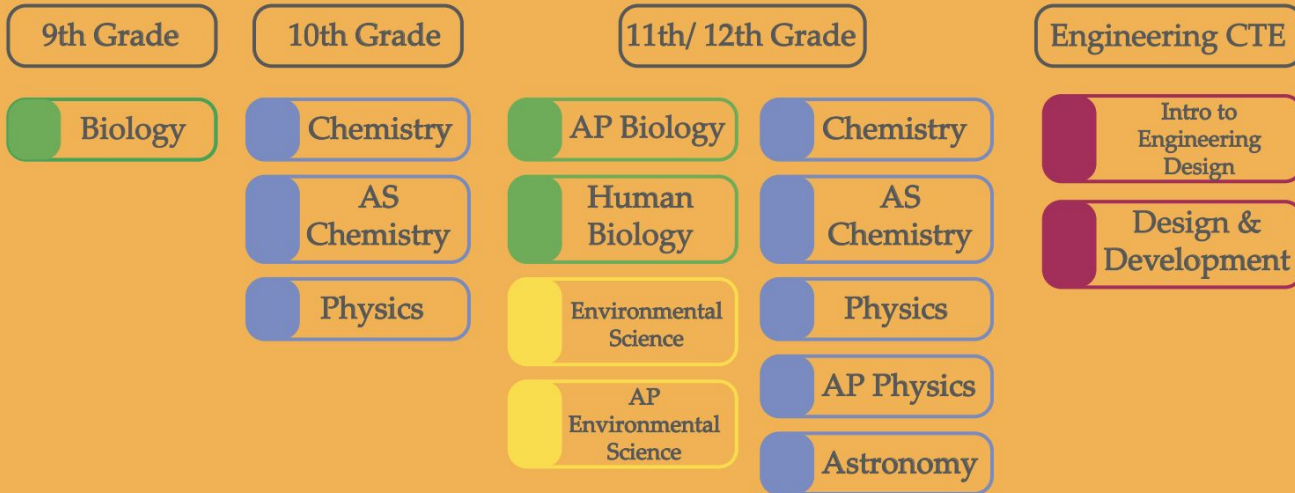 9th Grade
Biology
10th Grade
Chemistry
AS
Chemistry
Physics
11th/ 12th Grade
AP Biology
Human
Biology
Environmental
Science
AP
Environmental
Science
Chemistry
AS
Chemistry
Physics
AP Physics
Astronomy
Engineering CTE
Intro to
Engineering
Design
Design &
Development